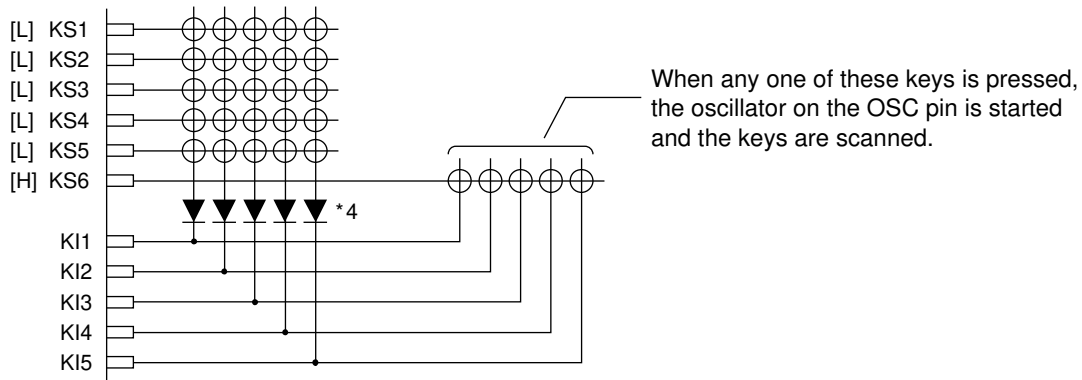 [L] KS1
[L] KS2
[L] KS3
[L] KS4
[L] KS5
[H] KS6
When any one of these keys is pressed,
the oscillator on the OSC pin is started
and the keys are scanned.
*4
KI1
KI2
KI3
KI4
KI5